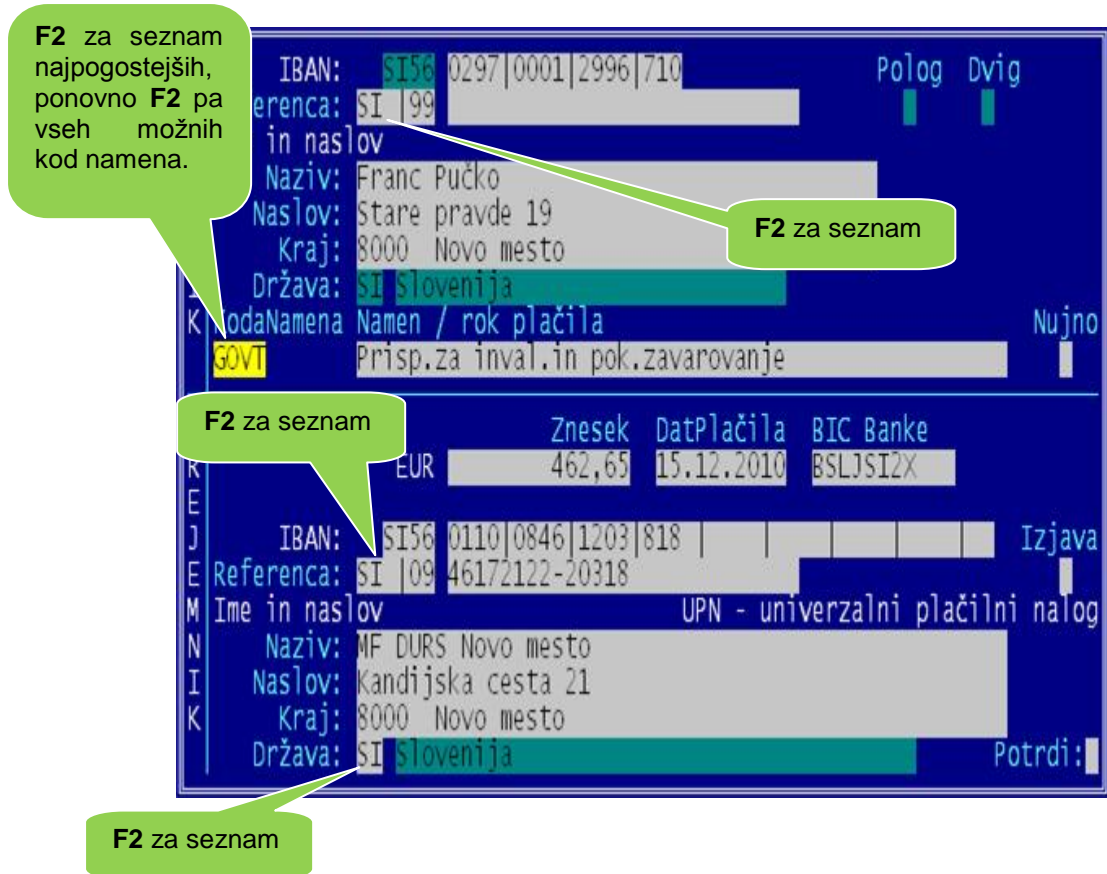 F2 za seznam
najpogostejših,
ponovno F2 pa
vseh možnih
kod namena.
IBAN: SI56 0297|0001|2996|710 Polog Dvig
erenca: SI |99
in naslov
Naziv: Franc Pučko
Naslov: Stare pravde 19
F2 za seznam
Kraj: 8000 Novo mesto
Država: SI Slovenija
K KodaNamena Namen / rok plačila Nujno
GOVT Prisp.za inval.in pok.zavarovanje
F2 za seznam
Znesek DatPlačila BIC Banke
R EUR 462,65 15.12.2010 BSLJSI2X
E
J IBAN: SI56 0110|0846|1203|818 | | | | | Izjava
E Referenca: SI |09 46172122-20318
M Ime in naslov UPN - univerzalni plačilni nalog
N Naziv: MF DURS Novo mesto
I Naslov: Kandijska cesta 21
K Kraj: 8000 Novo mesto
Država: SI Slovenija Potrdi:
F2 za seznam